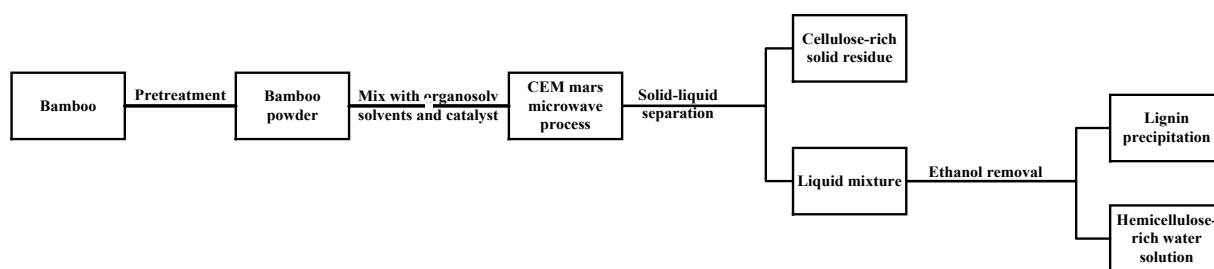 Bamboo
Pretreatment
Bamboo
powder
Mix with organosolv
solvents and catalyst
CEM mars
microwave
process
Solid-liquid
separation
Cellulose-rich
solid residue
Liquid mixture
Ethanol removal
Lignin
precipitation
Hemicellulose-
rich water
solution